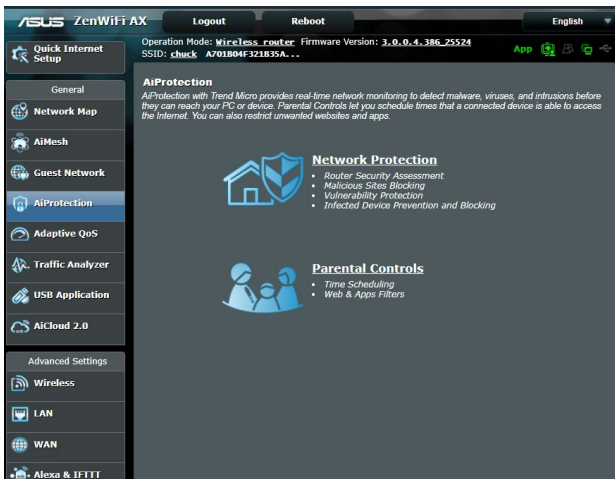 ASUS ZenWiFi AX Logout Reboot English
Quick Internet Setup
Operation Mode: Wireless router Firmware Version: 3.0.0.4.386_25524
SSID: chuck A701B04F321B35A...
App
General
Network Map
AiMesh
Guest Network
AiProtection
Adaptive QoS
Traffic Analyzer
USB Application
AiCloud 2.0
Advanced Settings
Wireless
LAN
WAN
Alexa & IFTTT
AiProtection
AiProtection with Trend Micro provides real-time network monitoring to detect malware, viruses, and intrusions before
they can reach your PC or device. Parental Controls let you schedule times that a connected device is able to access
the Internet. You can also restrict unwanted websites and apps.
Network Protection
• Router Security Assessment
• Malicious Sites Blocking
• Vulnerability Protection
• Infected Device Prevention and Blocking
Parental Controls
• Time Scheduling
• Web & Apps Filters